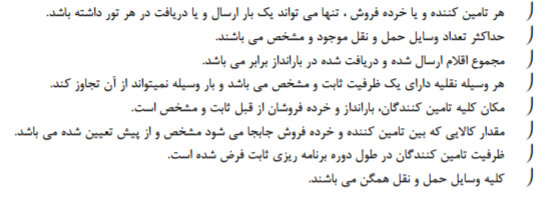 هر تامین کننده و یا خرده فروش ، تنها می تواند یک بار ارسال و یا دریافت در هر تور داشته باشد.
حداکثر تعداد وسایل حمل و نقل موجود و مشخص می باشند.
مجموع اقلام ارسال شده و دریافت شده در بارانداز برابر می باشد.
هر وسیله نقلیه دارای یک ظرفیت ثابت و مشخص می باشد و بار وسیله نمیتواند از آن تجاوز کند.
مکان کلیه تامین کنندگان، بارانداز و خرده فروشان از قبل ثابت و مشخص است.
مقدار کالایی که بین تامین کننده و خرده فروش جابجا می شود مشخص و از پیش تعیین شده می باشد.
ظرفیت تامین کنندگان در طول دوره برنامه ریزی ثابت فرض شده است.
کلیه وسایل حمل و نقل همگن می باشند.